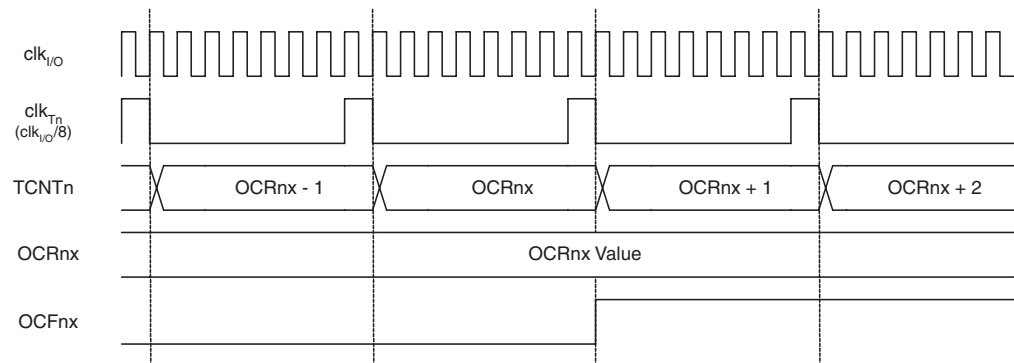 clkI/O
clkTn
(clkI/O/8)
TCNTn
OCRnx - 1
OCRnx
OCRnx + 1
OCRnx + 2
OCRnx
OCRnx Value
OCFnx